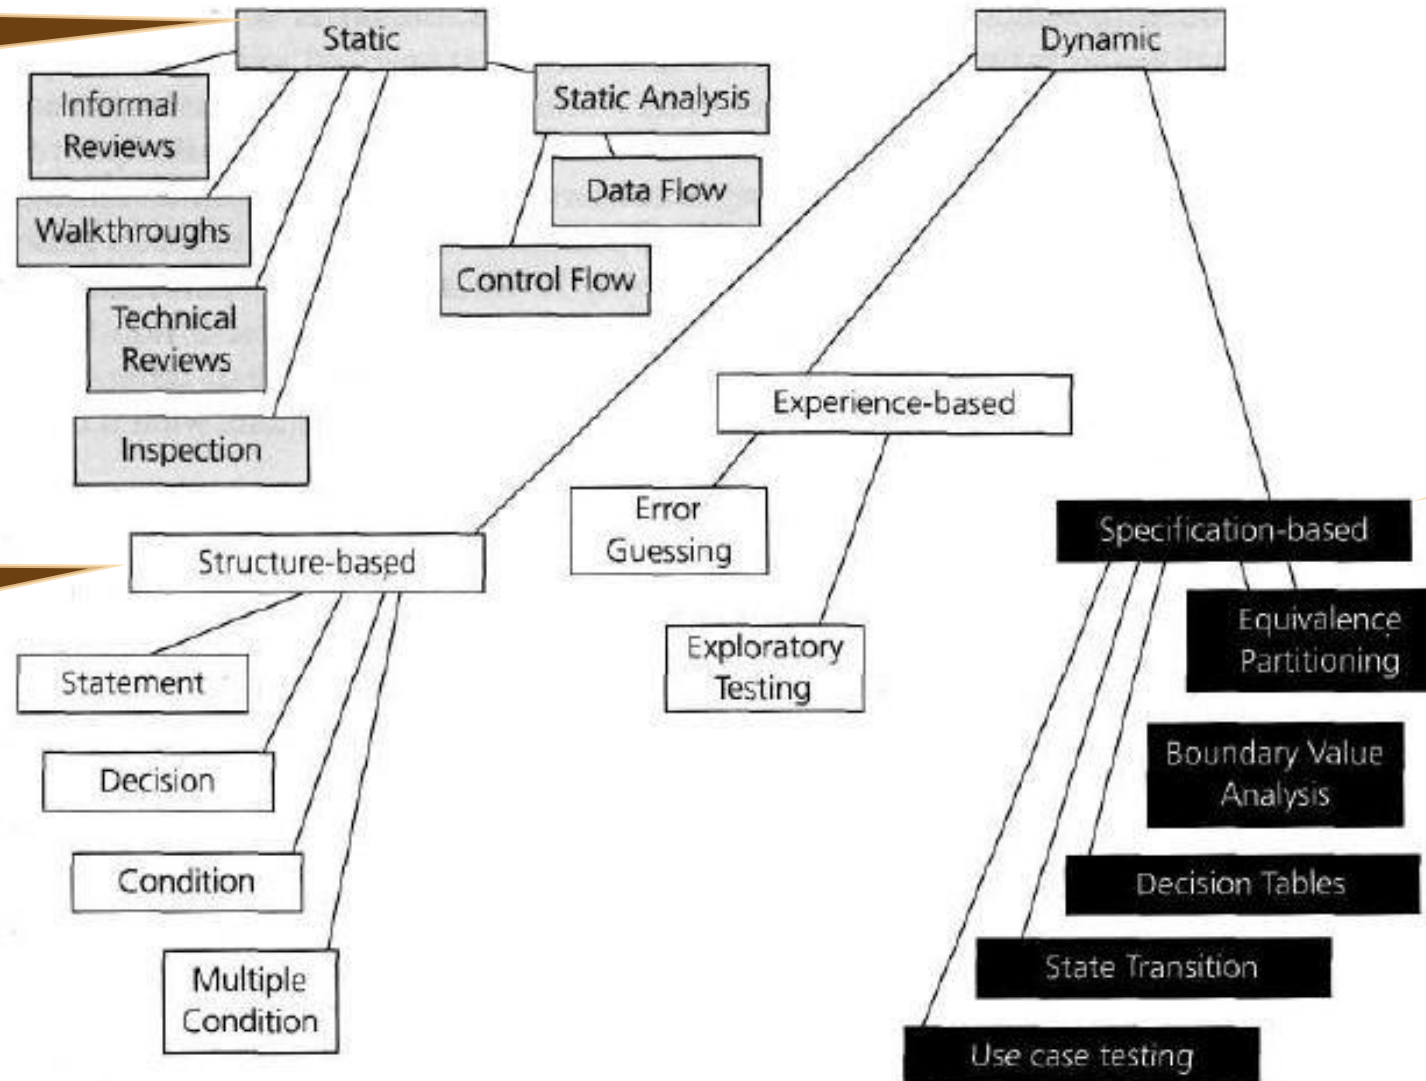 Static
Dynamic
Informal
Reviews
Static Analysis
Data Flow
Walkthroughs
Control Flow
Technical
Reviews
Inspection
Experience-based
Error
Guessing
Exploratory
Testing
Structure-based
Statement
Decision
Condition
Multiple
Condition
Specification-based
Equivalence
Partitioning
Boundary Value
Analysis
Decision Tables
State Transition
Use case testing